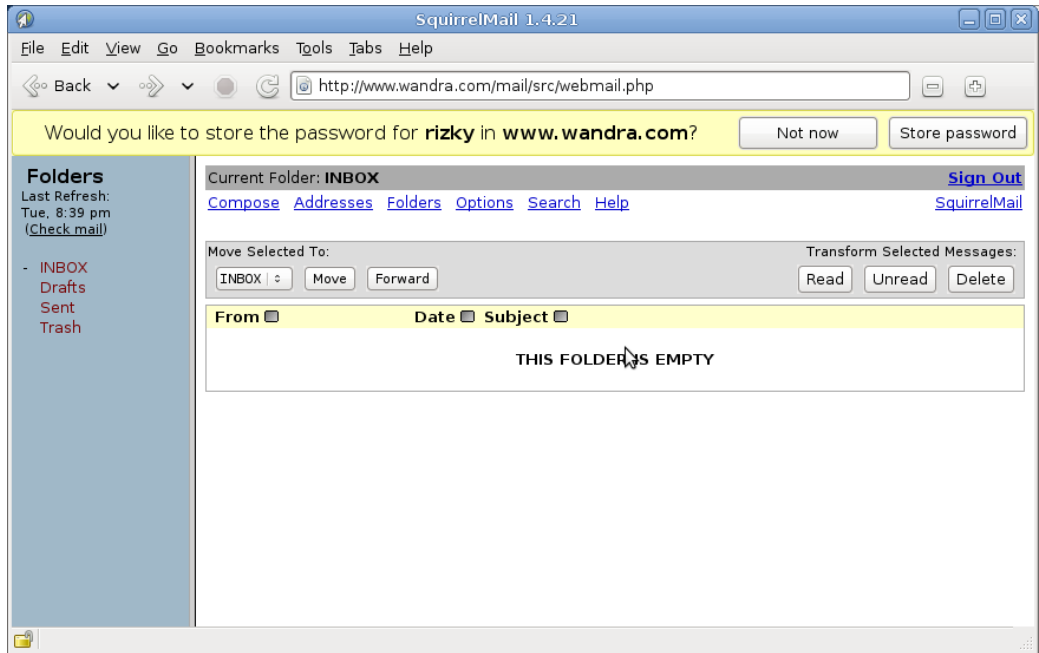 SquirrelMail 1.4.21
File Edit View Go Bookmarks Tools Tabs Help
Back http://www.wandra.com/mail/src/webmail.php
Would you like to store the password for rizky in www.wandra.com? Not now Store password
Folders
Last Refresh:
Tue, 8:39 pm
(Check mail)
- INBOX
Drafts
Sent
Trash
Current Folder: INBOX Sign Out
Compose Addresses Folders Options Search Help SquirrelMail
Move Selected To: Transform Selected Messages:
INBOX Move Forward Read Unread Delete
From Date Subject
THIS FOLDER IS EMPTY